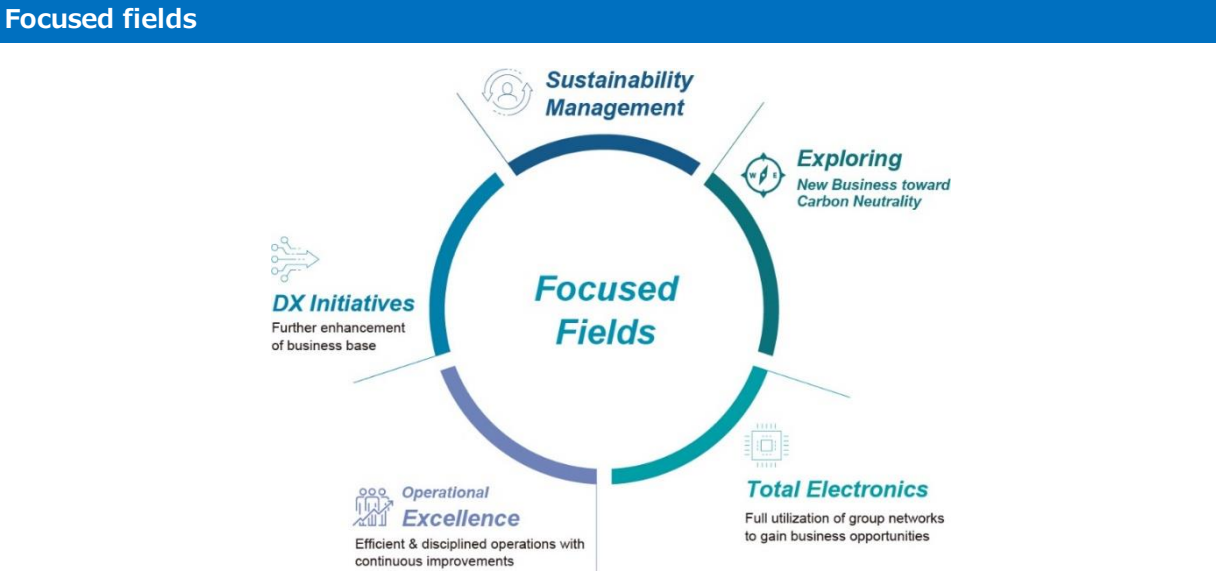 Focused fields
Sustainability
Management
Exploring
New Business toward
Carbon Neutrality
W E
DX Initiatives
Further enhancement
of business base
Focused
Fields
Total Electronics
Full utilization of group networks
to gain business opportunities
Operational
Excellence
Efficient & disciplined operations with
continuous improvements